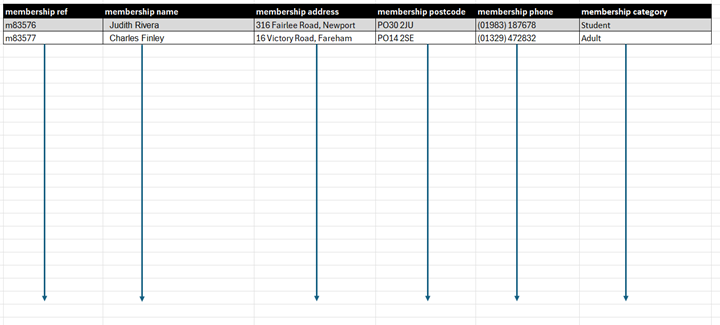 membership ref membership name membership address membership postcode membership phone membership category
m83576 Judith Rivera 316 Fairlee Road, Newport PO30 2JU (01983) 187678 Student
m83577 Charles Finley 16 Victory Road, Fareham PO14 2SE (01329) 472832 Adult